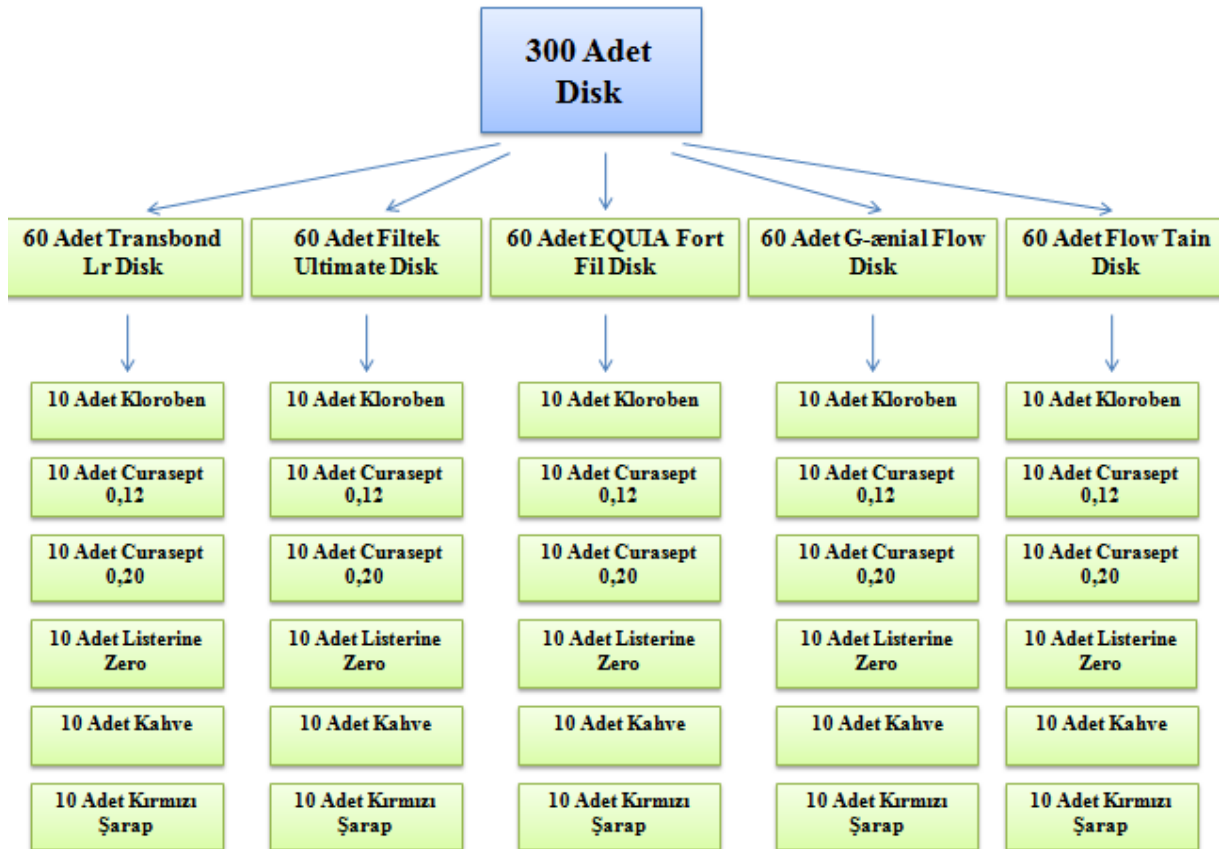 300 Adet
Disk
60 Adet Transbond
Lr Disk
60 Adet Filtek
Ultimate Disk
60 Adet EQUIA Fort
Fil Disk
60 Adet G-ænial Flow
Disk
60 Adet Flow Tain
Disk
10 Adet Kloroben
10 Adet Kloroben
10 Adet Kloroben
10 Adet Kloroben
10 Adet Kloroben
10 Adet Curasept
0,12
10 Adet Curasept
0,12
10 Adet Curasept
0,12
10 Adet Curasept
0,12
10 Adet Curasept
0,12
10 Adet Curasept
0,20
10 Adet Curasept
0,20
10 Adet Curasept
0,20
10 Adet Curasept
0,20
10 Adet Curasept
0,20
10 Adet Listerine
Zero
10 Adet Listerine
Zero
10 Adet Listerine
Zero
10 Adet Listerine
Zero
10 Adet Listerine
Zero
10 Adet Kahve
10 Adet Kahve
10 Adet Kahve
10 Adet Kahve
10 Adet Kahve
10 Adet Kırmızı
Şarap
10 Adet Kırmızı
Şarap
10 Adet Kırmızı
Şarap
10 Adet Kırmızı
Şarap
10 Adet Kırmızı
Şarap